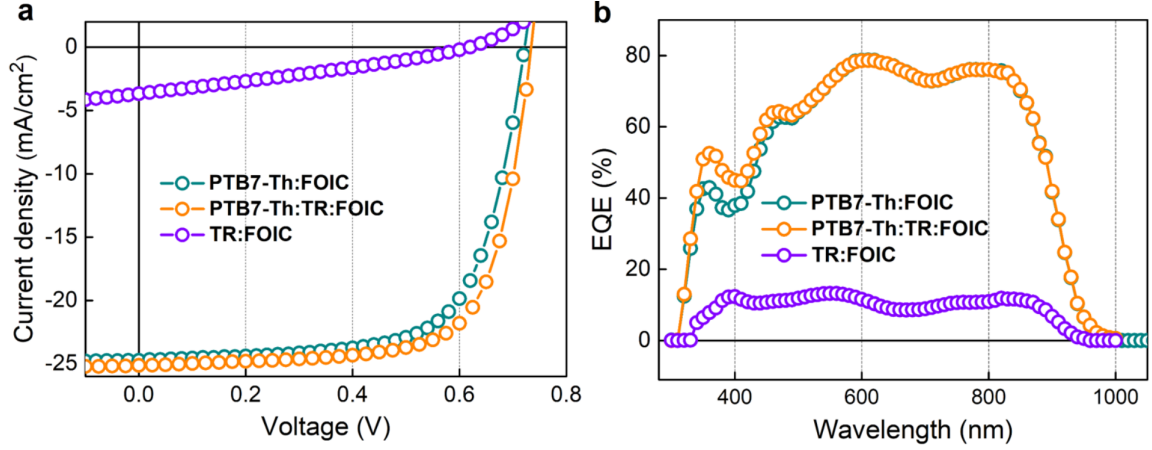 a
Current density (mA/cm²)
0
-5
-10
-15
-20
-25
PTB7-Th:FOIC
PTB7-Th:TR:FOIC
TR:FOIC
0.0 0.2 0.4 0.6 0.8
Voltage (V)
b
EQE (%)
80
60
40
20
0
PTB7-Th:FOIC
PTB7-Th:TR:FOIC
TR:FOIC
400 600 800 1000
Wavelength (nm)